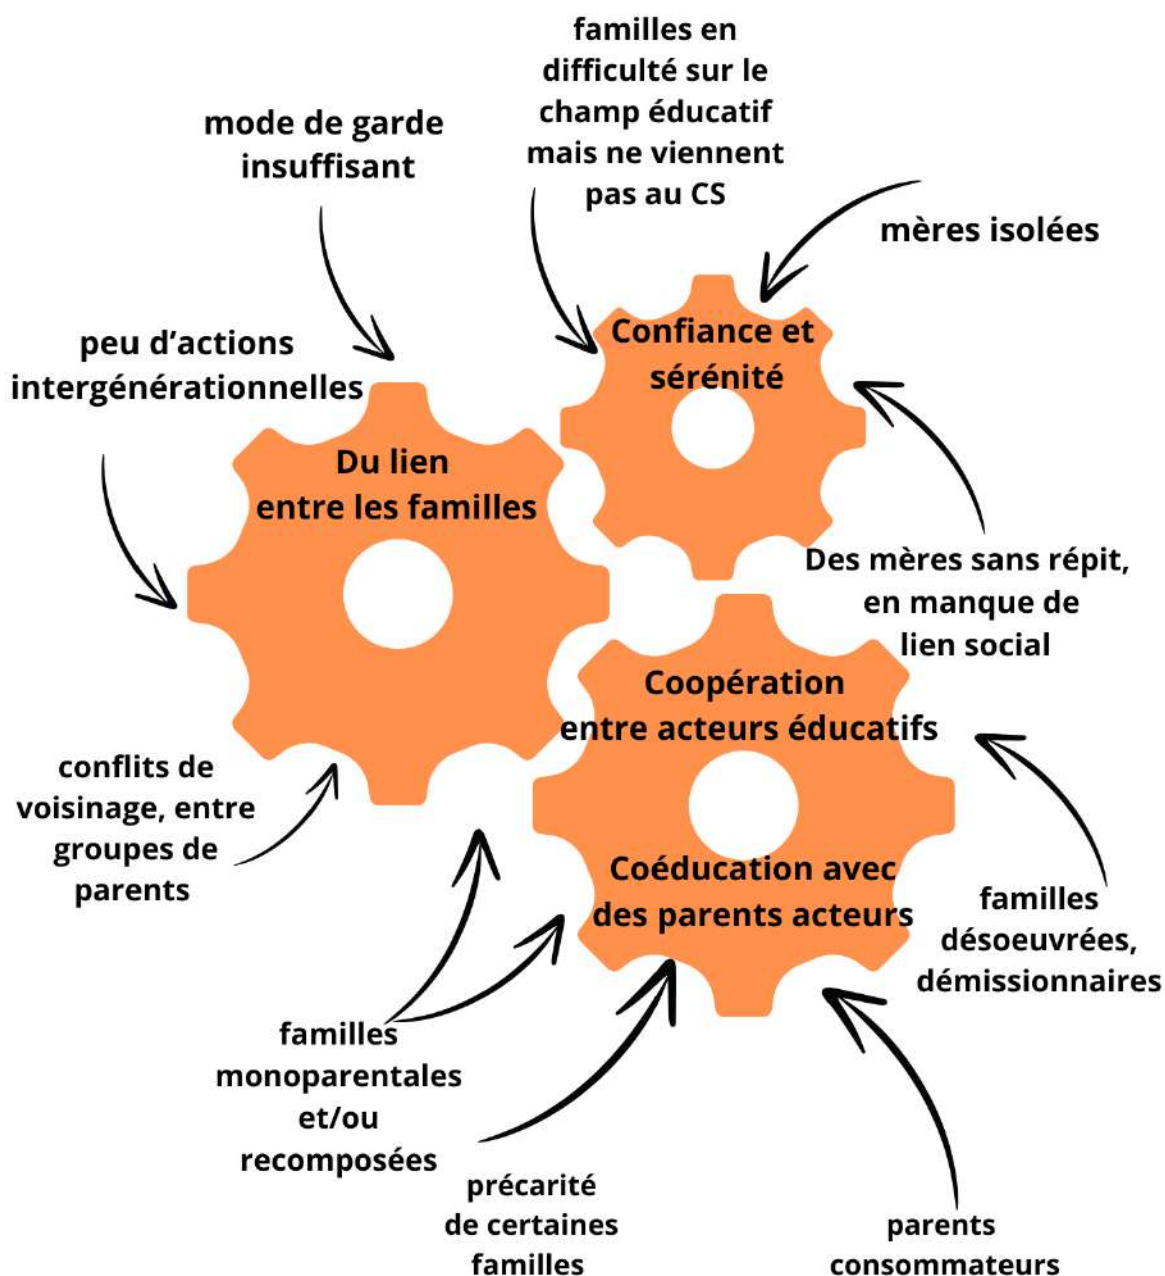 familles en
difficulté sur le
champ éducatif
mais ne viennent
pas au CS
mode de garde
insuffisant
mères isolées
peu d’actions
intergénérationnelles
Confiance et
sérénité
Du lien
entre les familles
Des mères sans répit,
en manque de
lien social
Coopération
entre acteurs éducatifs
conflits de
voisinage, entre
groupes de
parents
Coéducation avec
des parents acteurs
familles
désoeuvrées,
démissionnaires
familles
monoparentales
et/ou
recomposées
précarité
de certaines
familles
parents
consommateurs